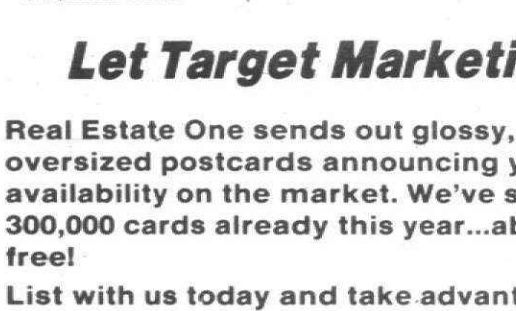 Let Target Marketi
Real Estate One sends out glossy,
oversized postcards announcing y
availability on the market. We've s
300,000 cards already this year...ab
free!
List with us today and take advant